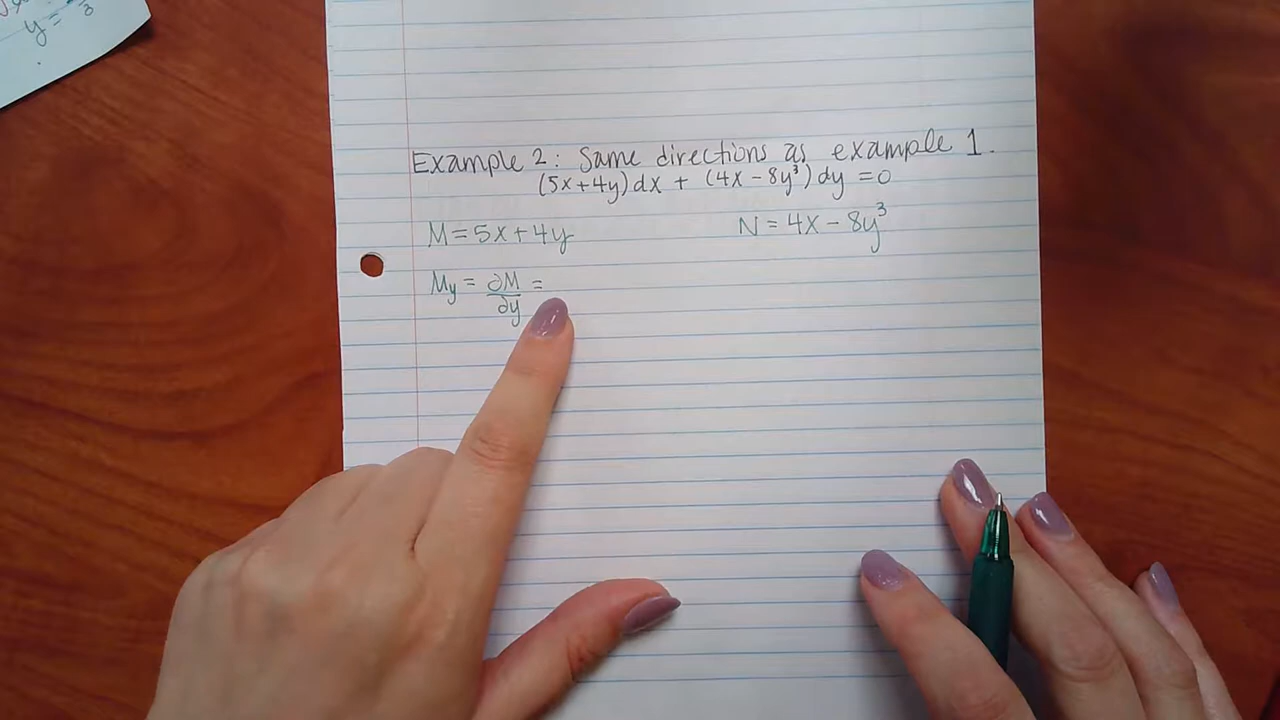 y =
3
Example 2: Same directions as example 1.
(5x+4y)dx + (4x-8y³)dy =0
M=5x+4y
N=4x-8y³
My = ∂M/∂y =